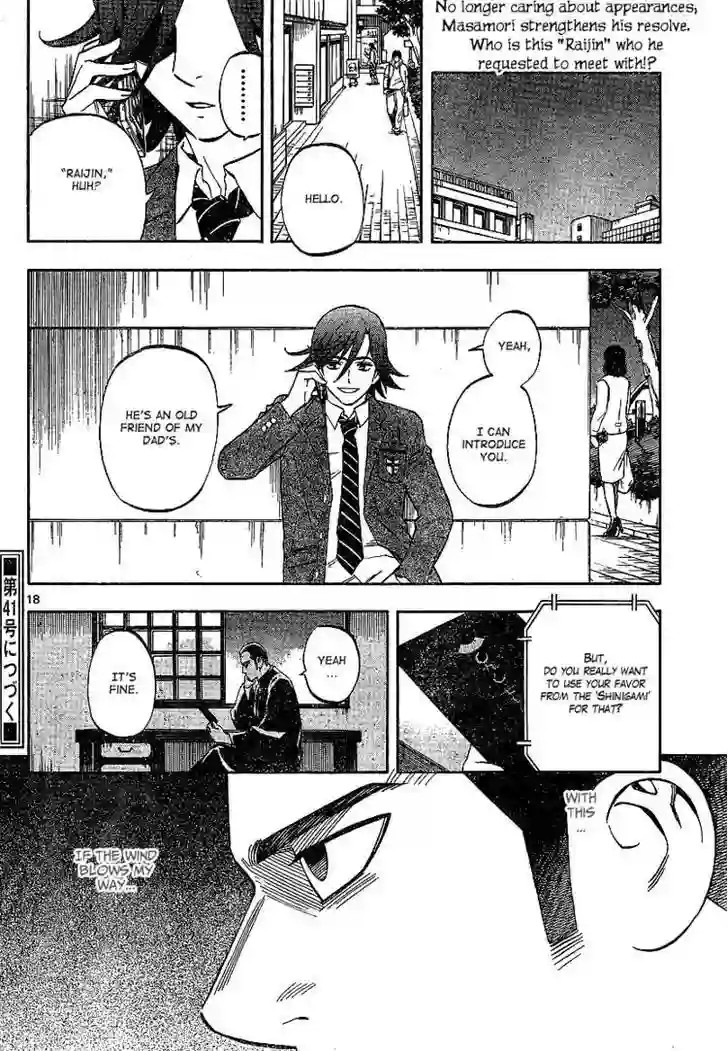 No longer caring about appearances,
Masamori strengthens his resolve.
Who is this "Raijin" who he
requested to meet with!?
HELLO.
.......
"RAIJIN,"
HUH?
YEAH,
I CAN
INTRODUCE
YOU.
HE'S AN OLD
FRIEND OF MY
DAD'S.
18
BUT,
DO YOU REALLY WANT
TO USE YOUR FAVOR
FROM THE 'SHINIGAMI'
FOR THAT?
YEAH
...
IT'S
FINE.
WITH
THIS
...
IF THE WIND
BLOWS MY
WAY...
■第41号につづく■